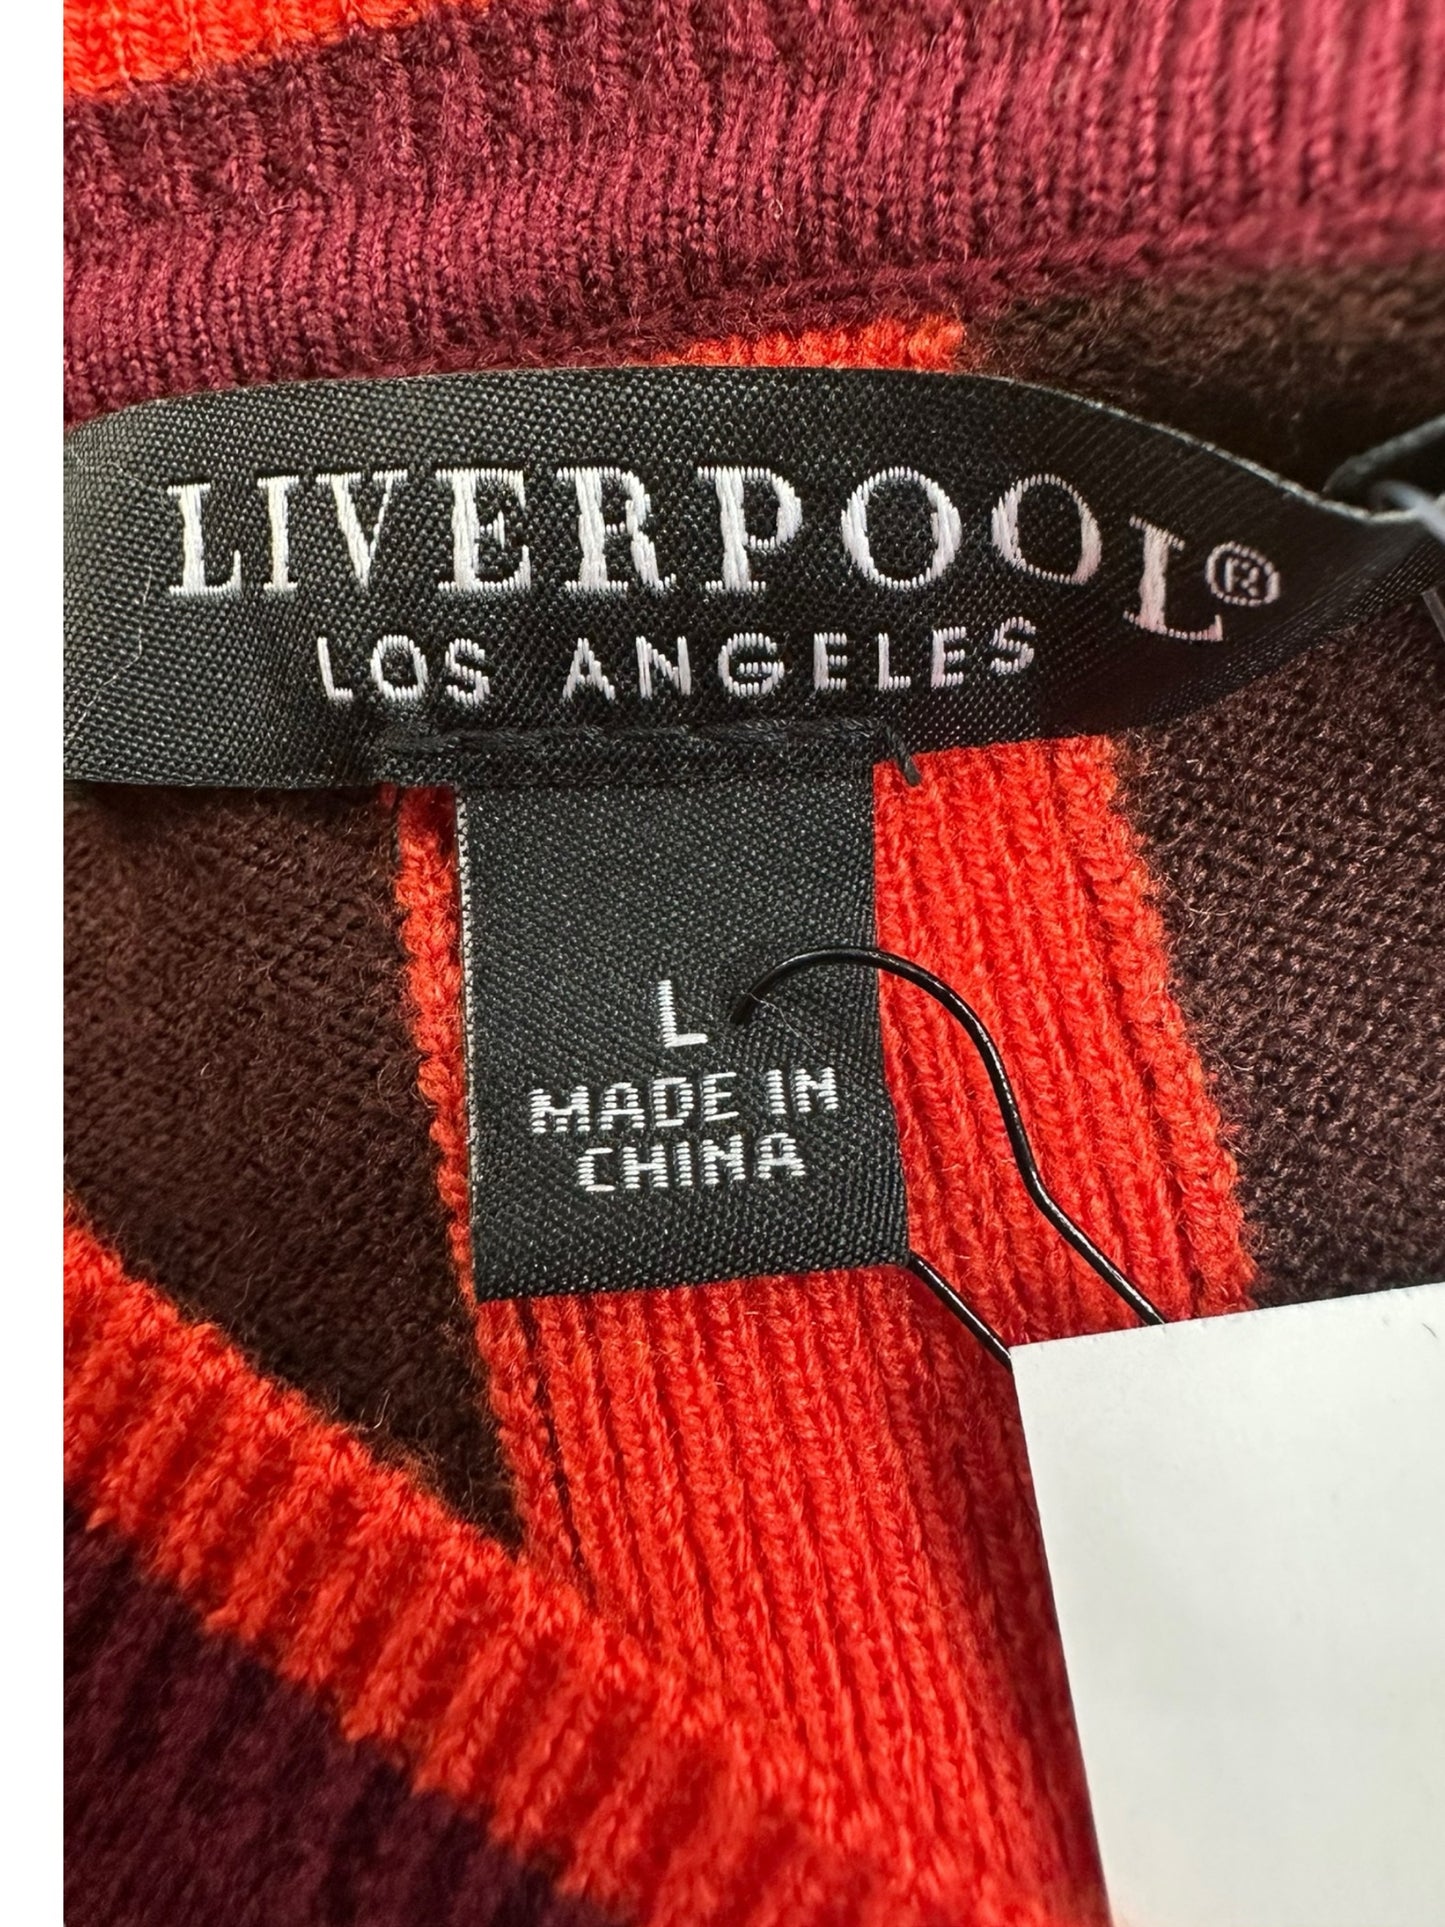 LIVERPOOL®
LOS ANGELES
L
MADE IN
CHINA